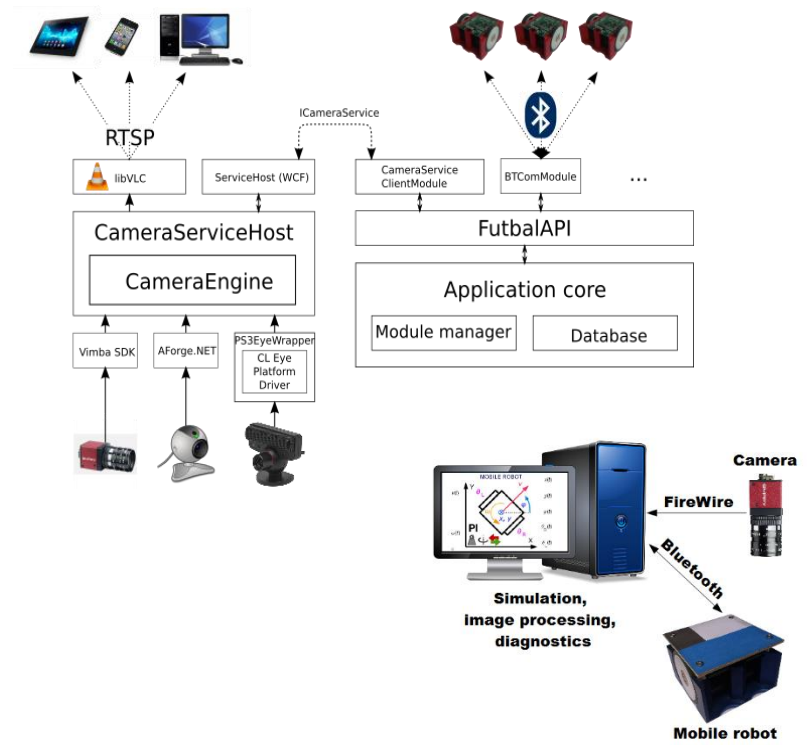 RTSP
ICameraService
libVLC
ServiceHost (WCF)
CameraService
ClientModule
BTComModule
...
CameraServiceHost
CameraEngine
FutbalAPI
Application core
Module manager
Database
Vimba SDK
AForge.NET
PS3EyeWrapper
CL Eye
Platform
Driver
MOBILE ROBOT
Y
v
φ
X, Y
X
PI
Camera
FireWire
Bluetooth
Simulation,
image processing,
diagnostics
Mobile robot